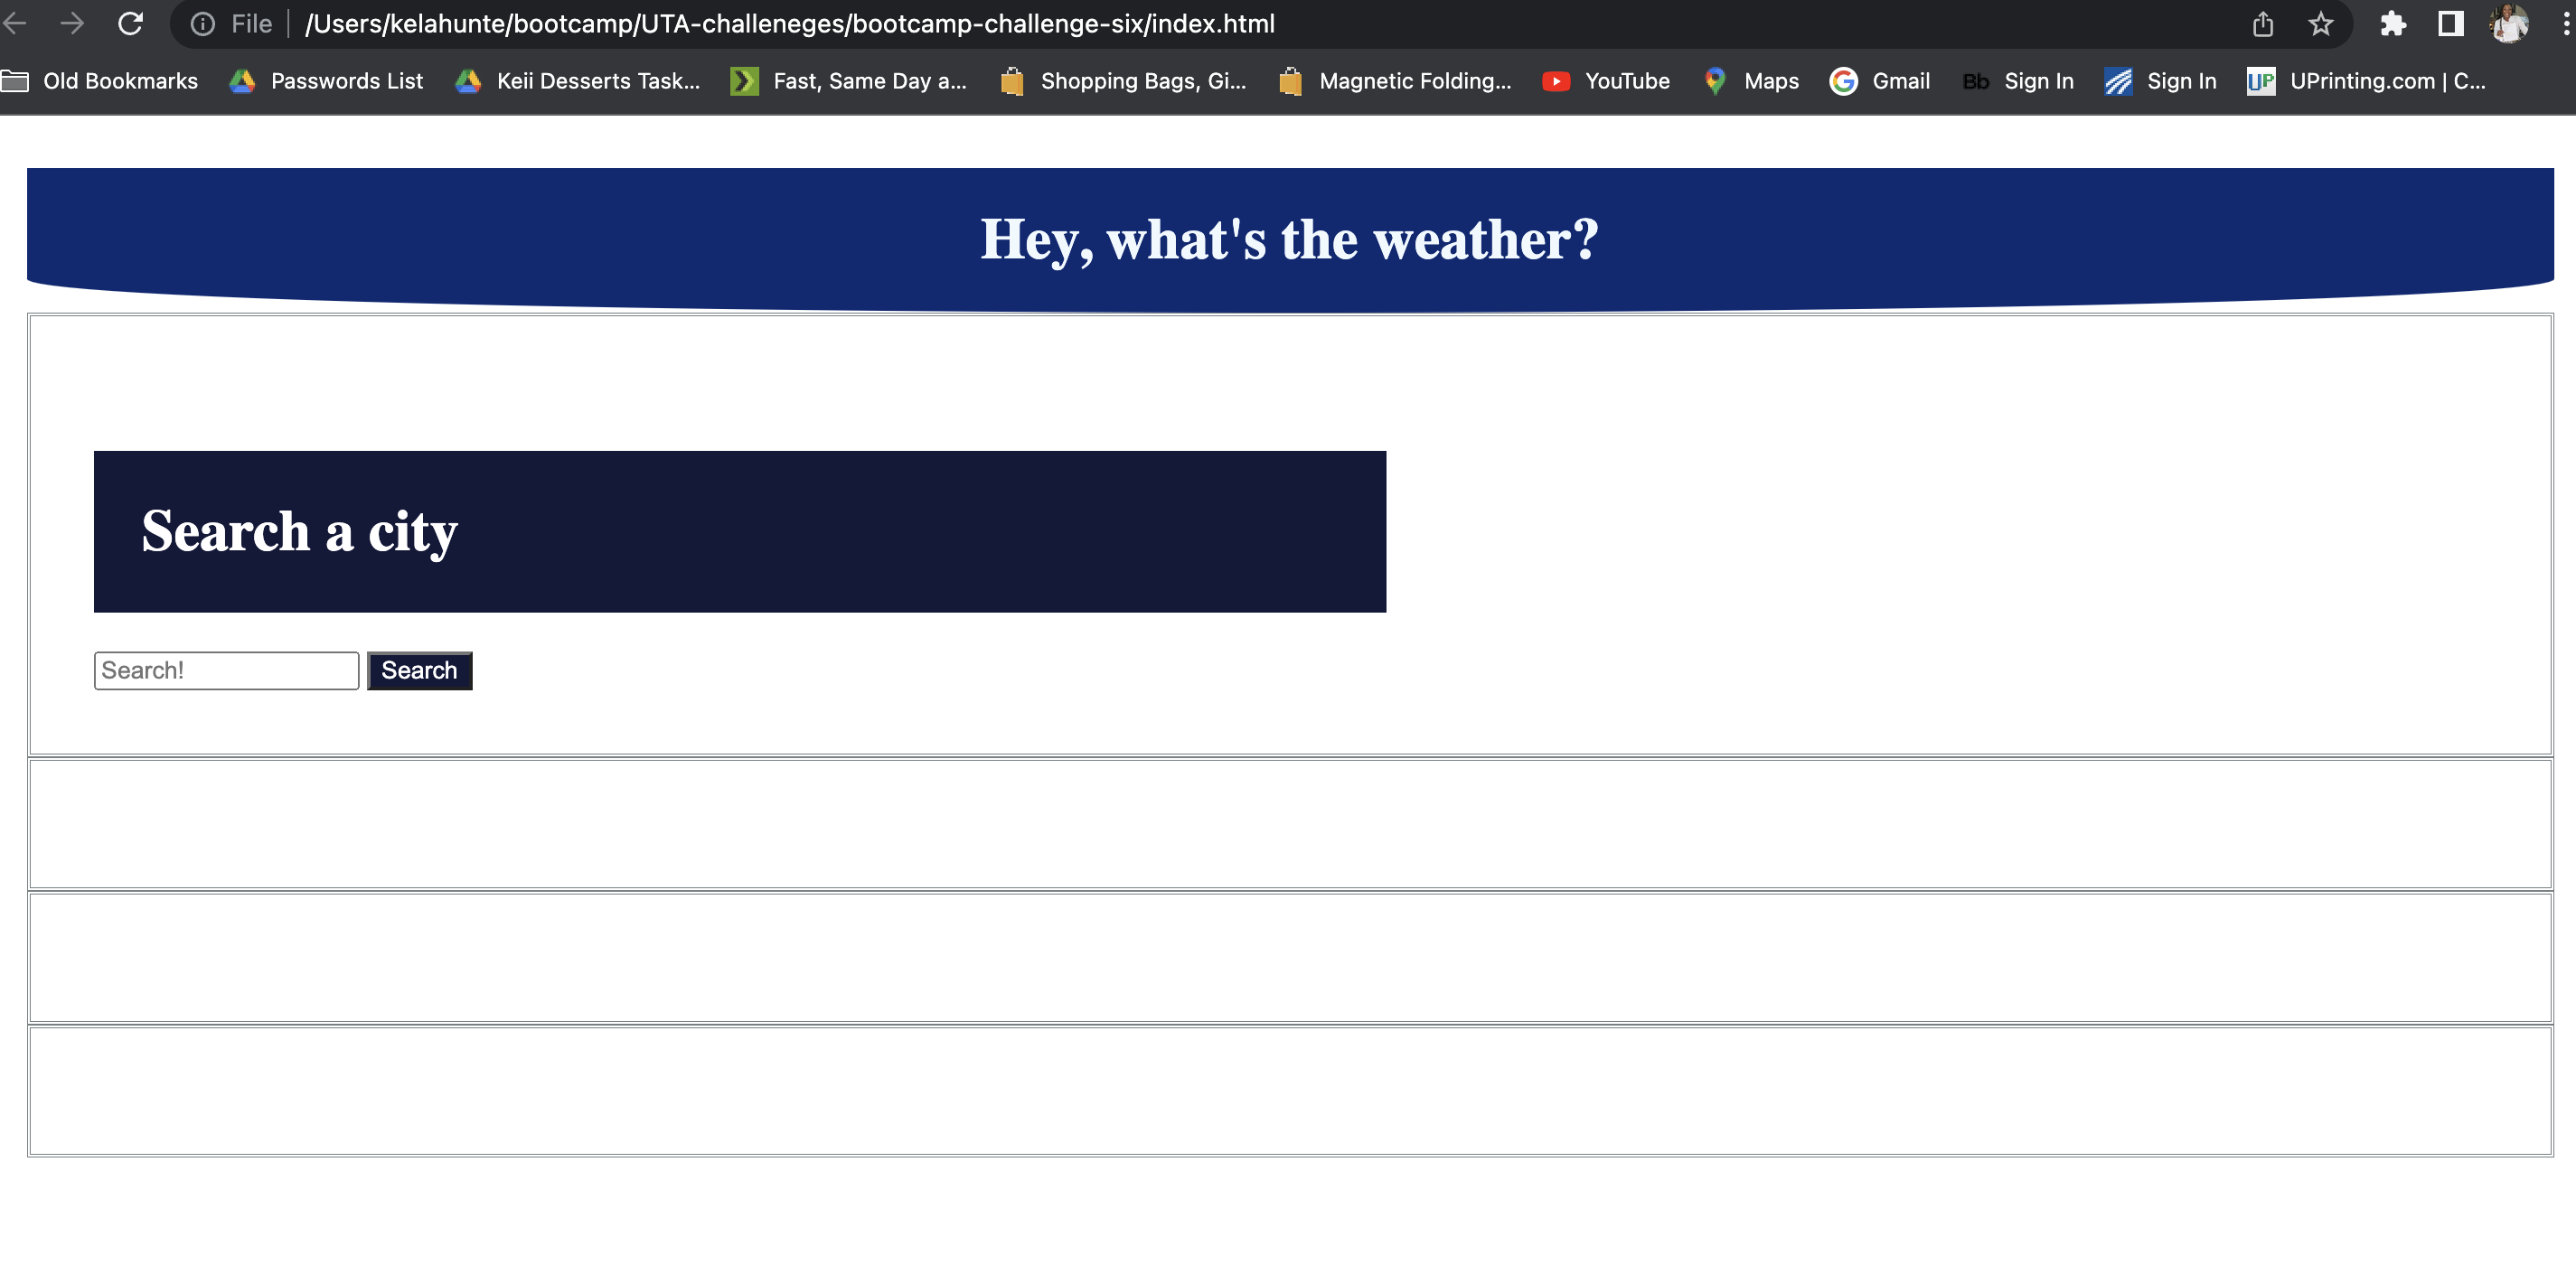 File /Users/kelahunte/bootcamp/UTA-challeneges/bootcamp-challenge-six/index.html
Old Bookmarks Passwords List Keii Desserts Task... Fast, Same Day a... Shopping Bags, Gi... Magnetic Folding... YouTube Maps Gmail Bb Sign In Sign In UP UPrinting.com | C...
Hey, what's the weather?
Search a city
Search! Search